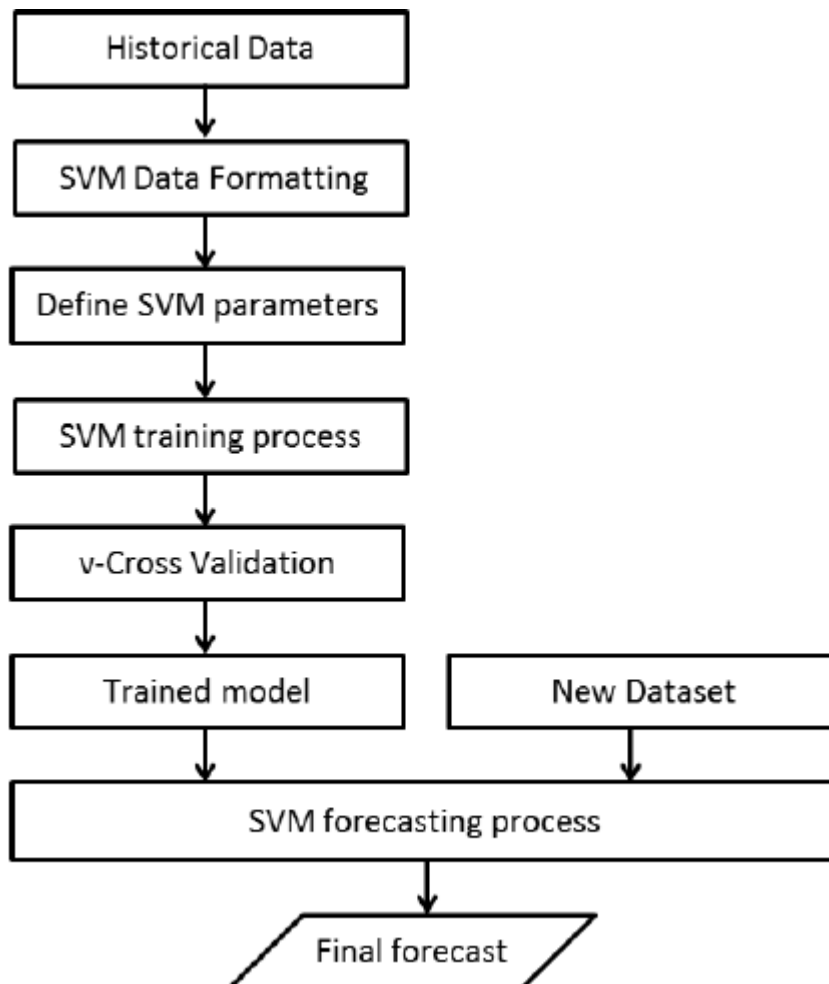 Historical Data
SVM Data Formatting
Define SVM parameters
SVM training process
ν-Cross Validation
Trained model
New Dataset
SVM forecasting process
Final forecast